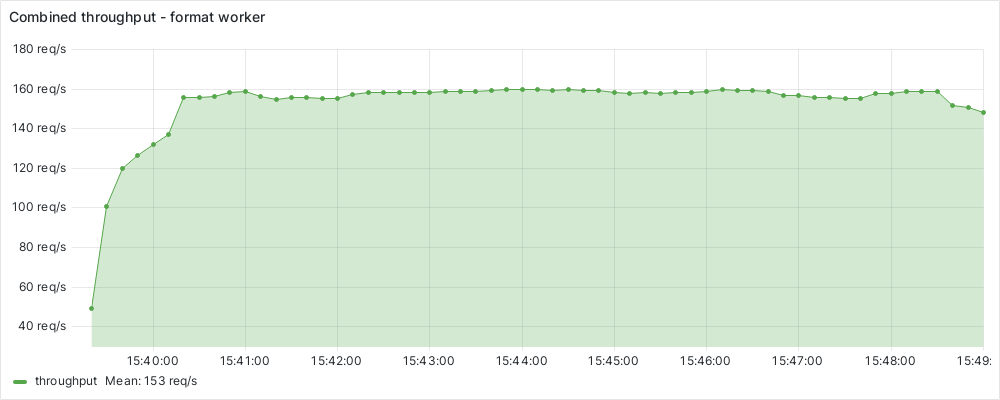 Combined throughput - format worker
180 req/s
160 req/s
140 req/s
120 req/s
100 req/s
80 req/s
60 req/s
40 req/s
15:40:00 15:41:00 15:42:00 15:43:00 15:44:00 15:45:00 15:46:00 15:47:00 15:48:00 15:49:
throughput Mean: 153 req/s